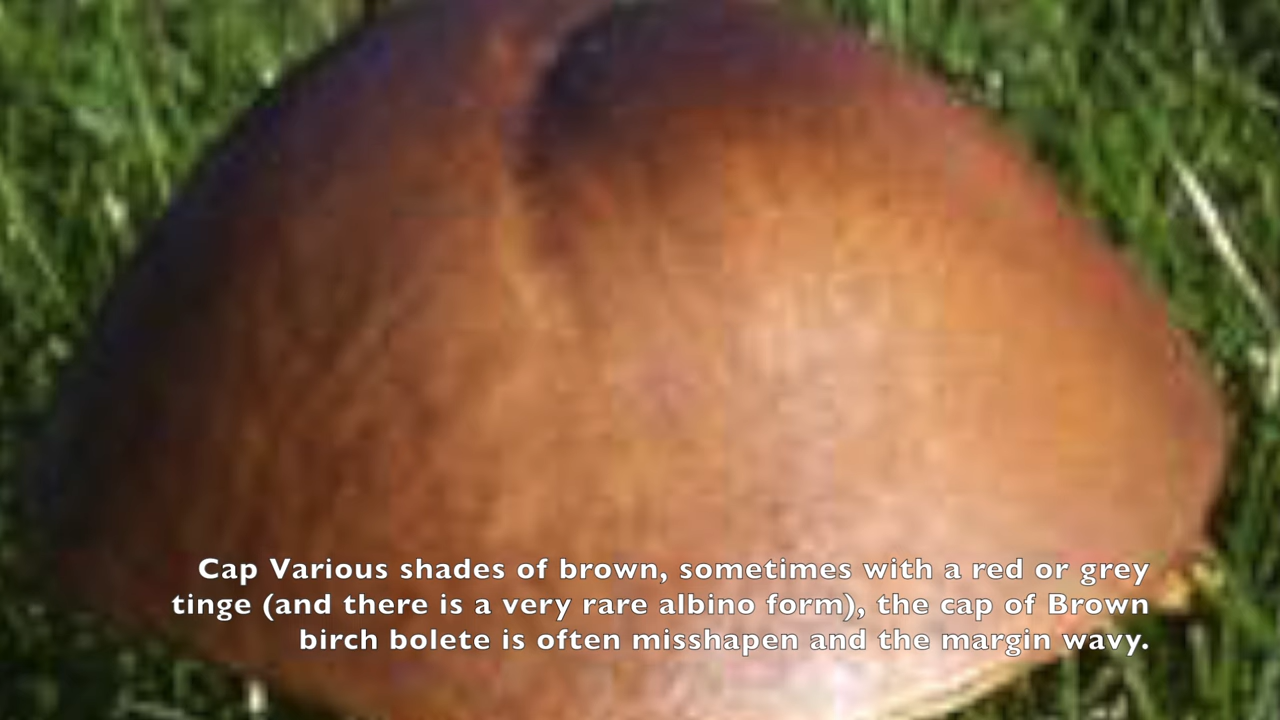 Cap Various shades of brown, sometimes with a red or grey
tinge (and there is a very rare albino form), the cap of Brown
birch bolete is often misshapen and the margin wavy.